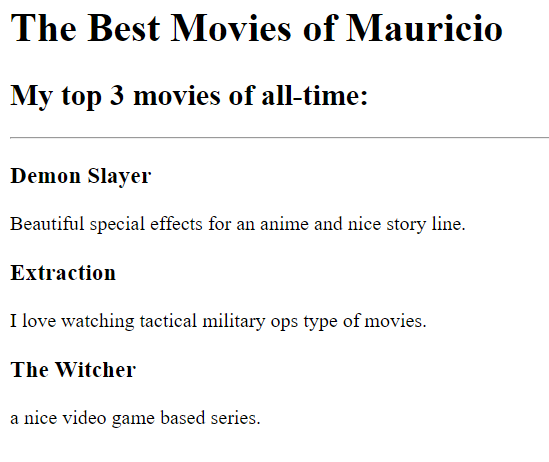 The Best Movies of Mauricio
My top 3 movies of all-time:
Demon Slayer
Beautiful special effects for an anime and nice story line.
Extraction
I love watching tactical military ops type of movies.
The Witcher
a nice video game based series.